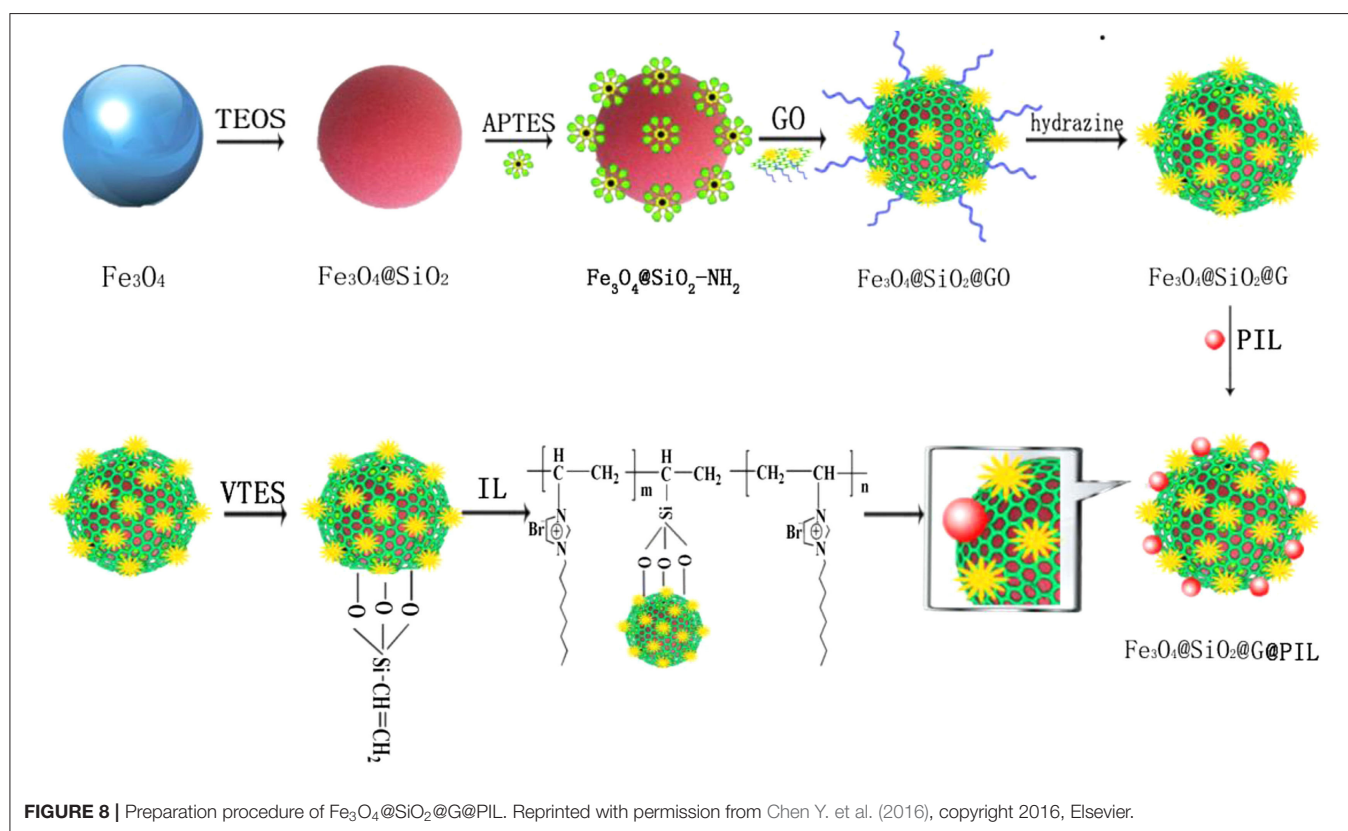 TEOS
APTES
GO
hydrazine
Fe₃O₄
Fe₃O₄@SiO₂
Fe₃O₄@SiO₂-NH₂
Fe₃O₄@SiO₂@GO
Fe₃O₄@SiO₂@G
PIL
VTES
IL
H
C
CH₂
m
H
C
CH₂
CH₂
CH
n
N
Br
+
N
Si
O
O
O
N
Br
+
N
O
O
O
Si-CH=CH₂
Fe₃O₄@SiO₂@G@PIL
FIGURE 8 | Preparation procedure of Fe₃O₄@SiO₂@G@PIL. Reprinted with permission from Chen Y. et al. (2016), copyright 2016, Elsevier.